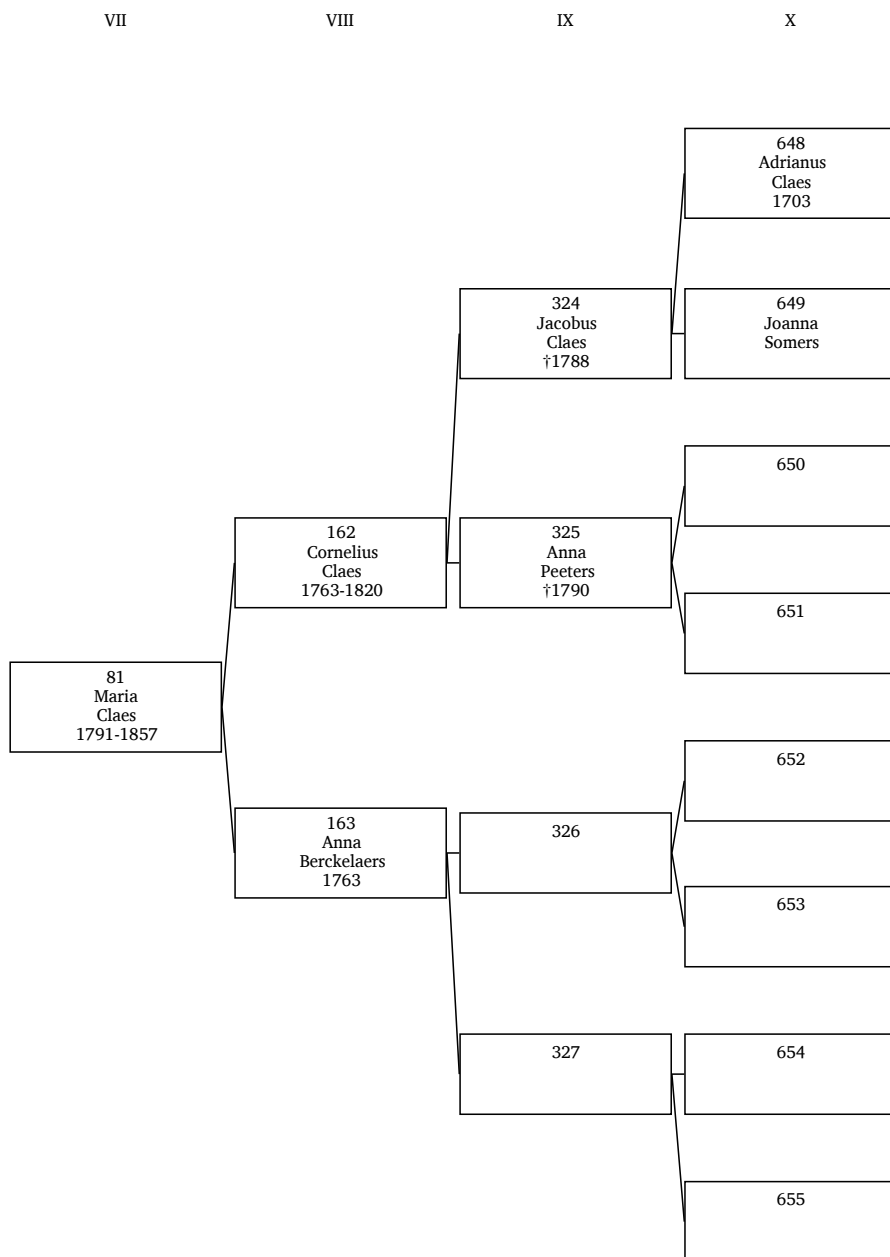 VII VIII IX X
648
Adrianus
Claes
1703
324
Jacobus
Claes
†1788
649
Joanna
Somers
650
162
Cornelius
Claes
1763-1820
325
Anna
Peeters
†1790
651
81
Maria
Claes
1791-1857
652
163
Anna
Berckelaers
1763
326
653
327
654
655